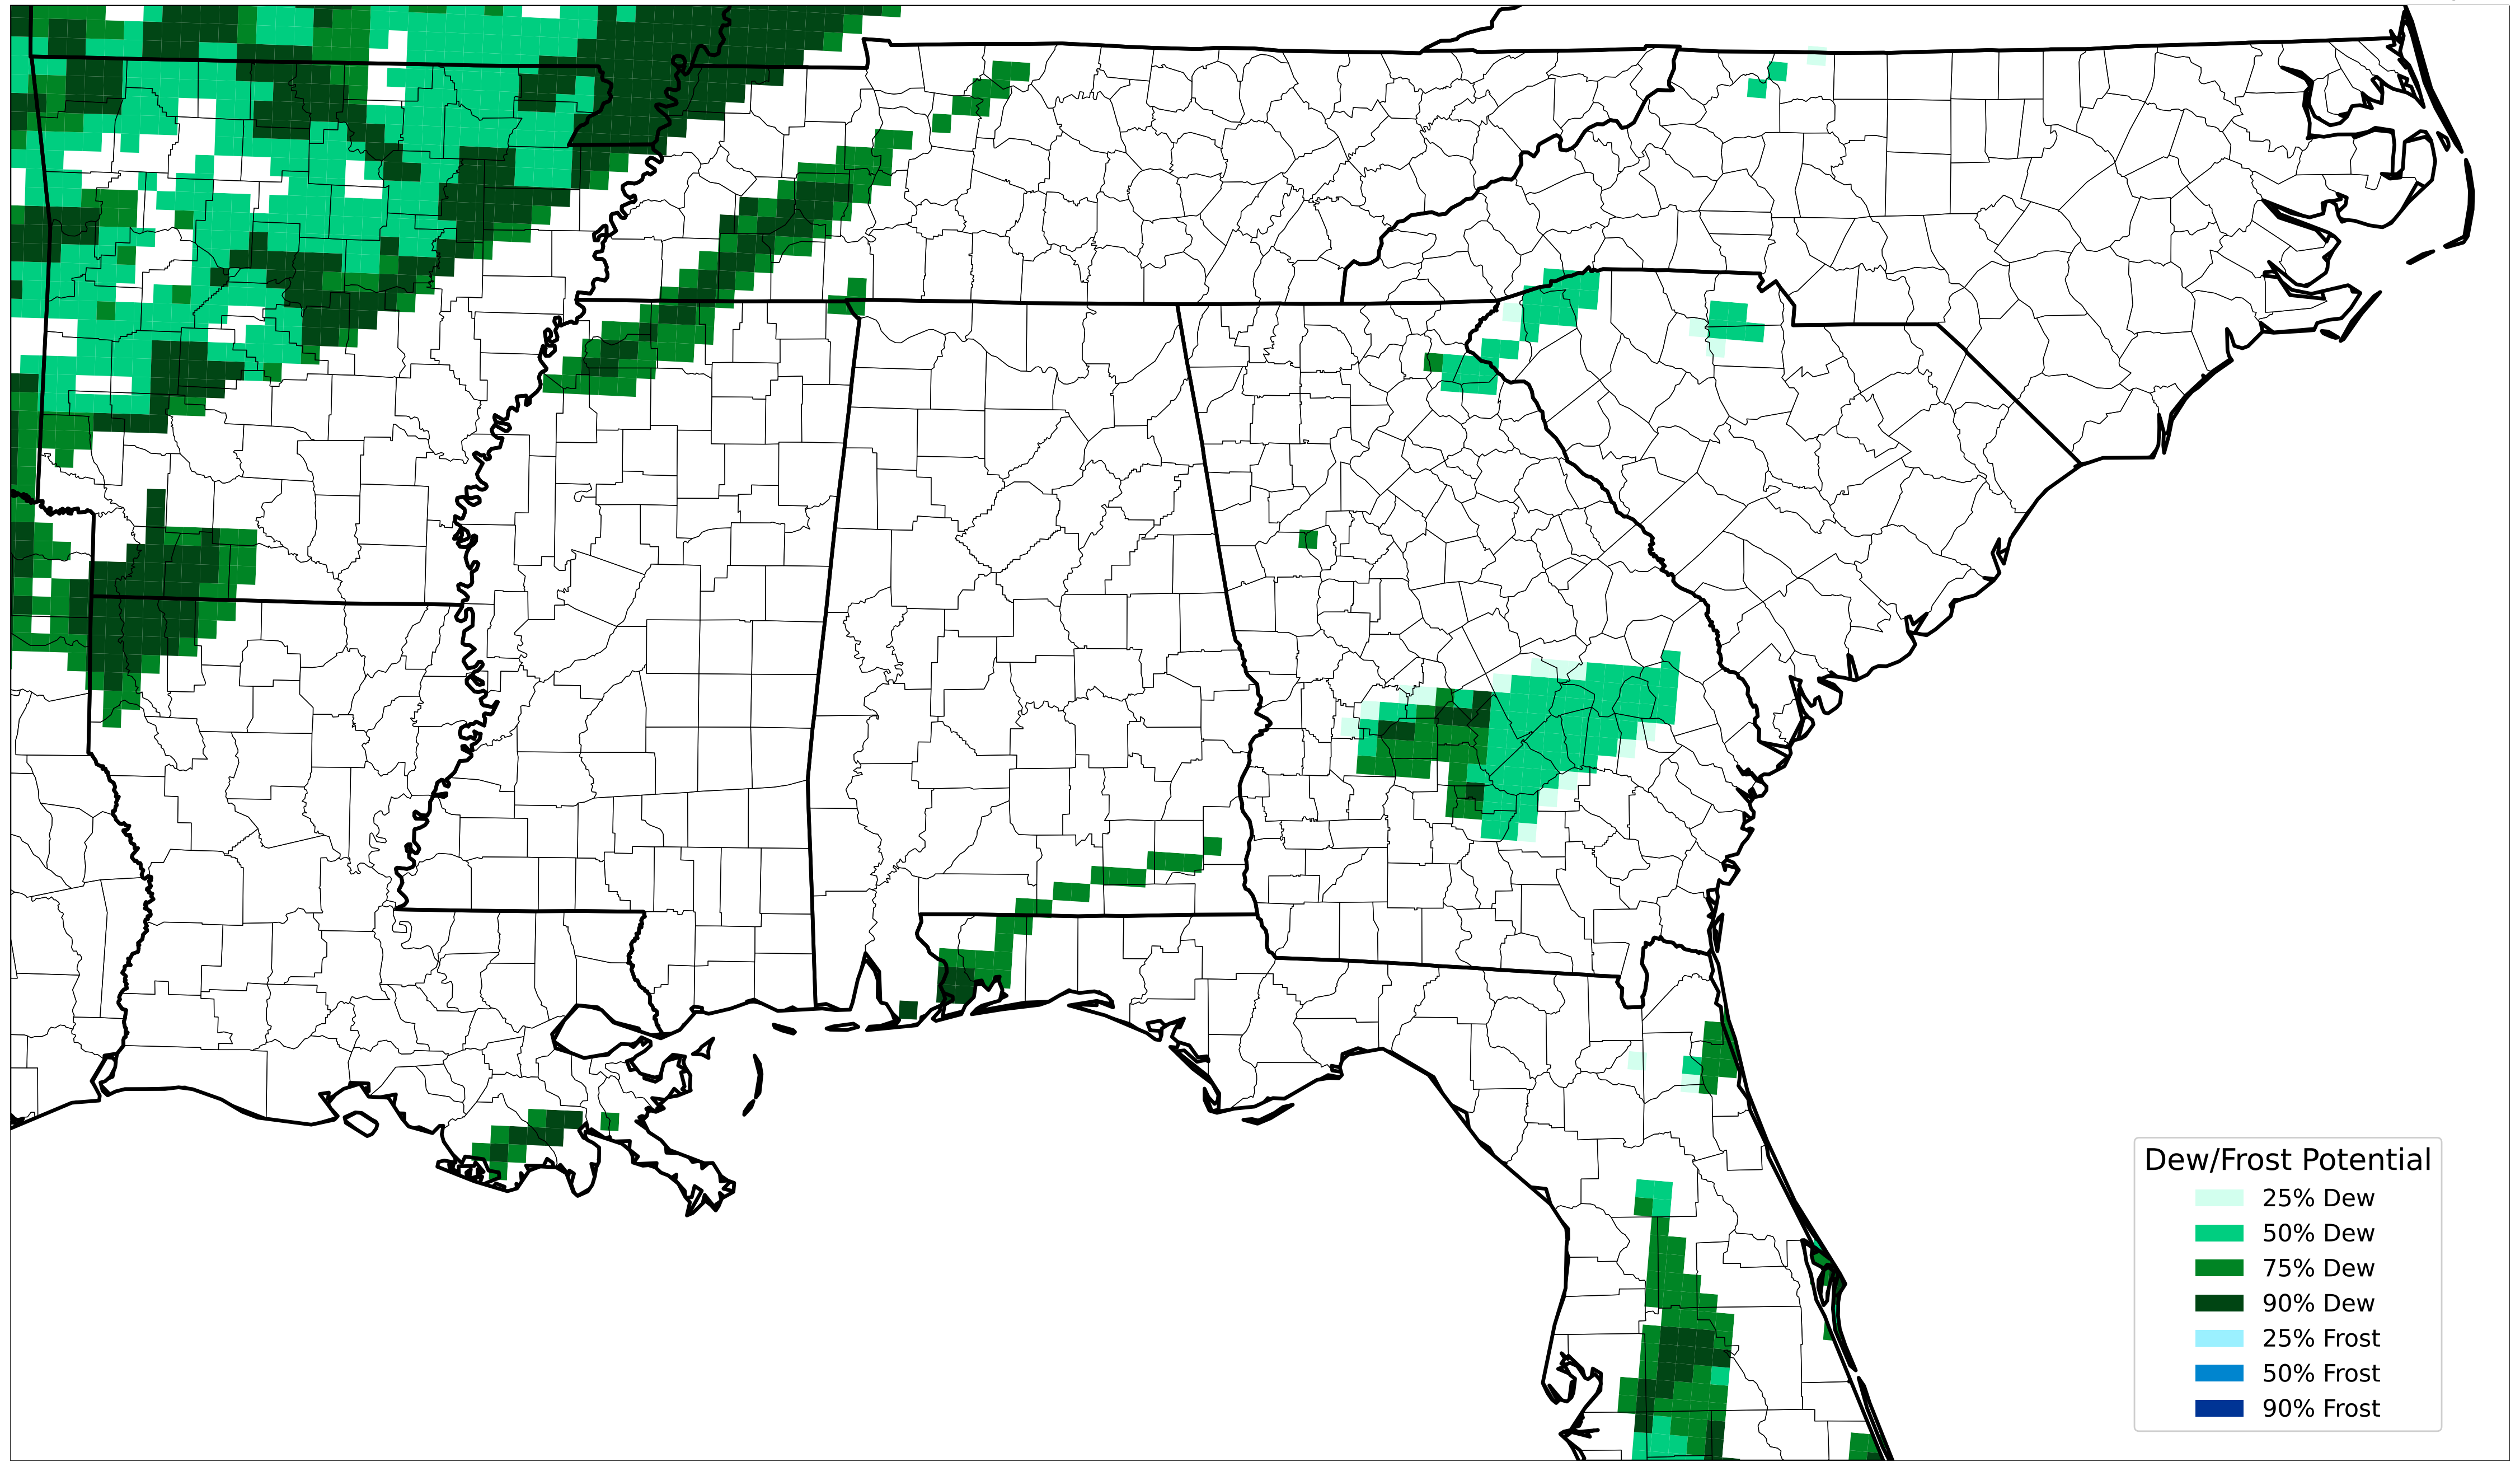 Dew/Frost Potential
25% Dew
50% Dew
75% Dew
90% Dew
25% Frost
50% Frost
90% Frost